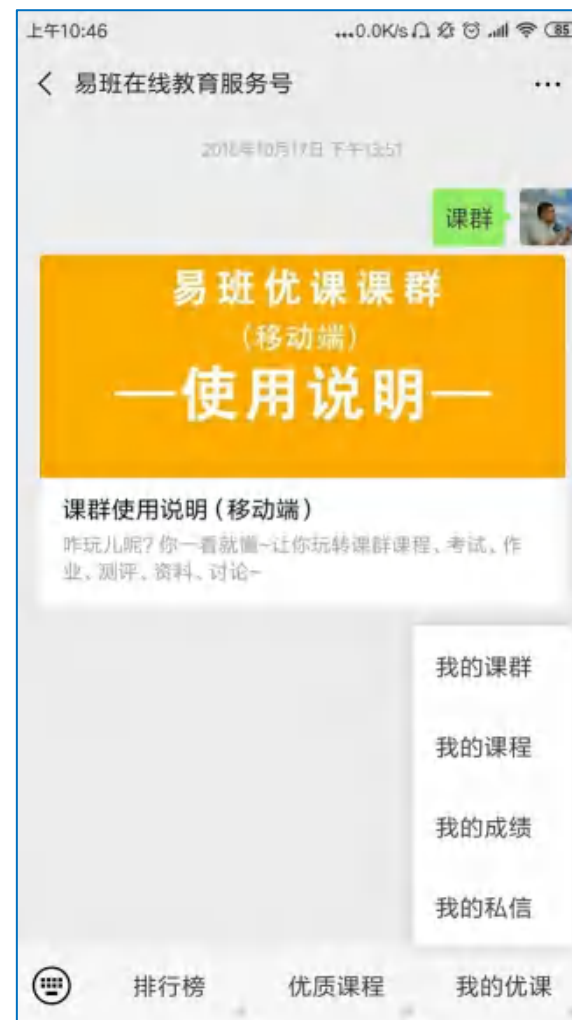 上午10:46
...0.0K/s
85
易班在线教育服务号
...
课群
易班优课课群
(移动端)
—使用说明—
课群使用说明(移动端)
咋玩儿呢?你一看就懂~让你玩转课群课程、考试、作
业、测评、资料、讨论~
我的课群
我的课程
我的成绩
我的私信
排行榜
优质课程
我的优课